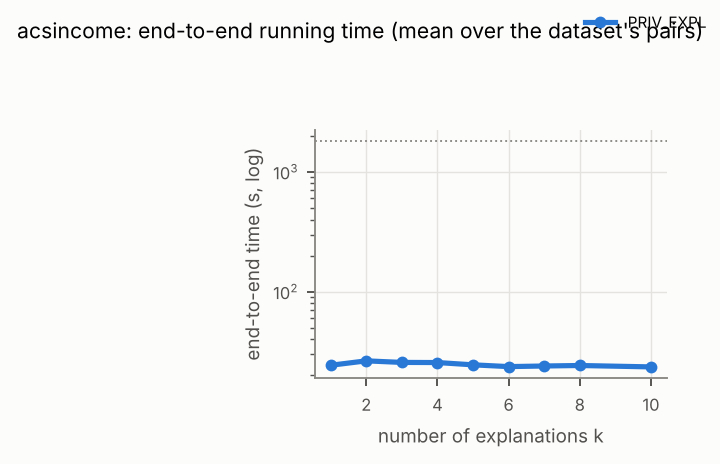 PRIV_EXPL
acsincome: end-to-end running time (mean over the dataset's pairs)
end-to-end time (s, log)
10³
10²
2 4 6 8 10
number of explanations k